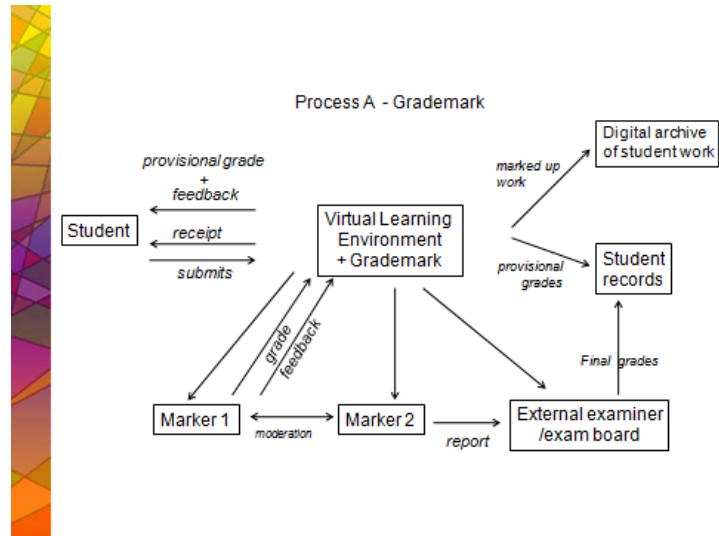 Process A - Grademark
Digital archive
of student work
provisional grade
+
feedback
marked up
work
Student
receipt
submits
Virtual Learning
Environment
+ Grademark
provisional
grades
Student
records
grade
feedback
Final grades
Marker 1
moderation
Marker 2
report
External examiner
/exam board